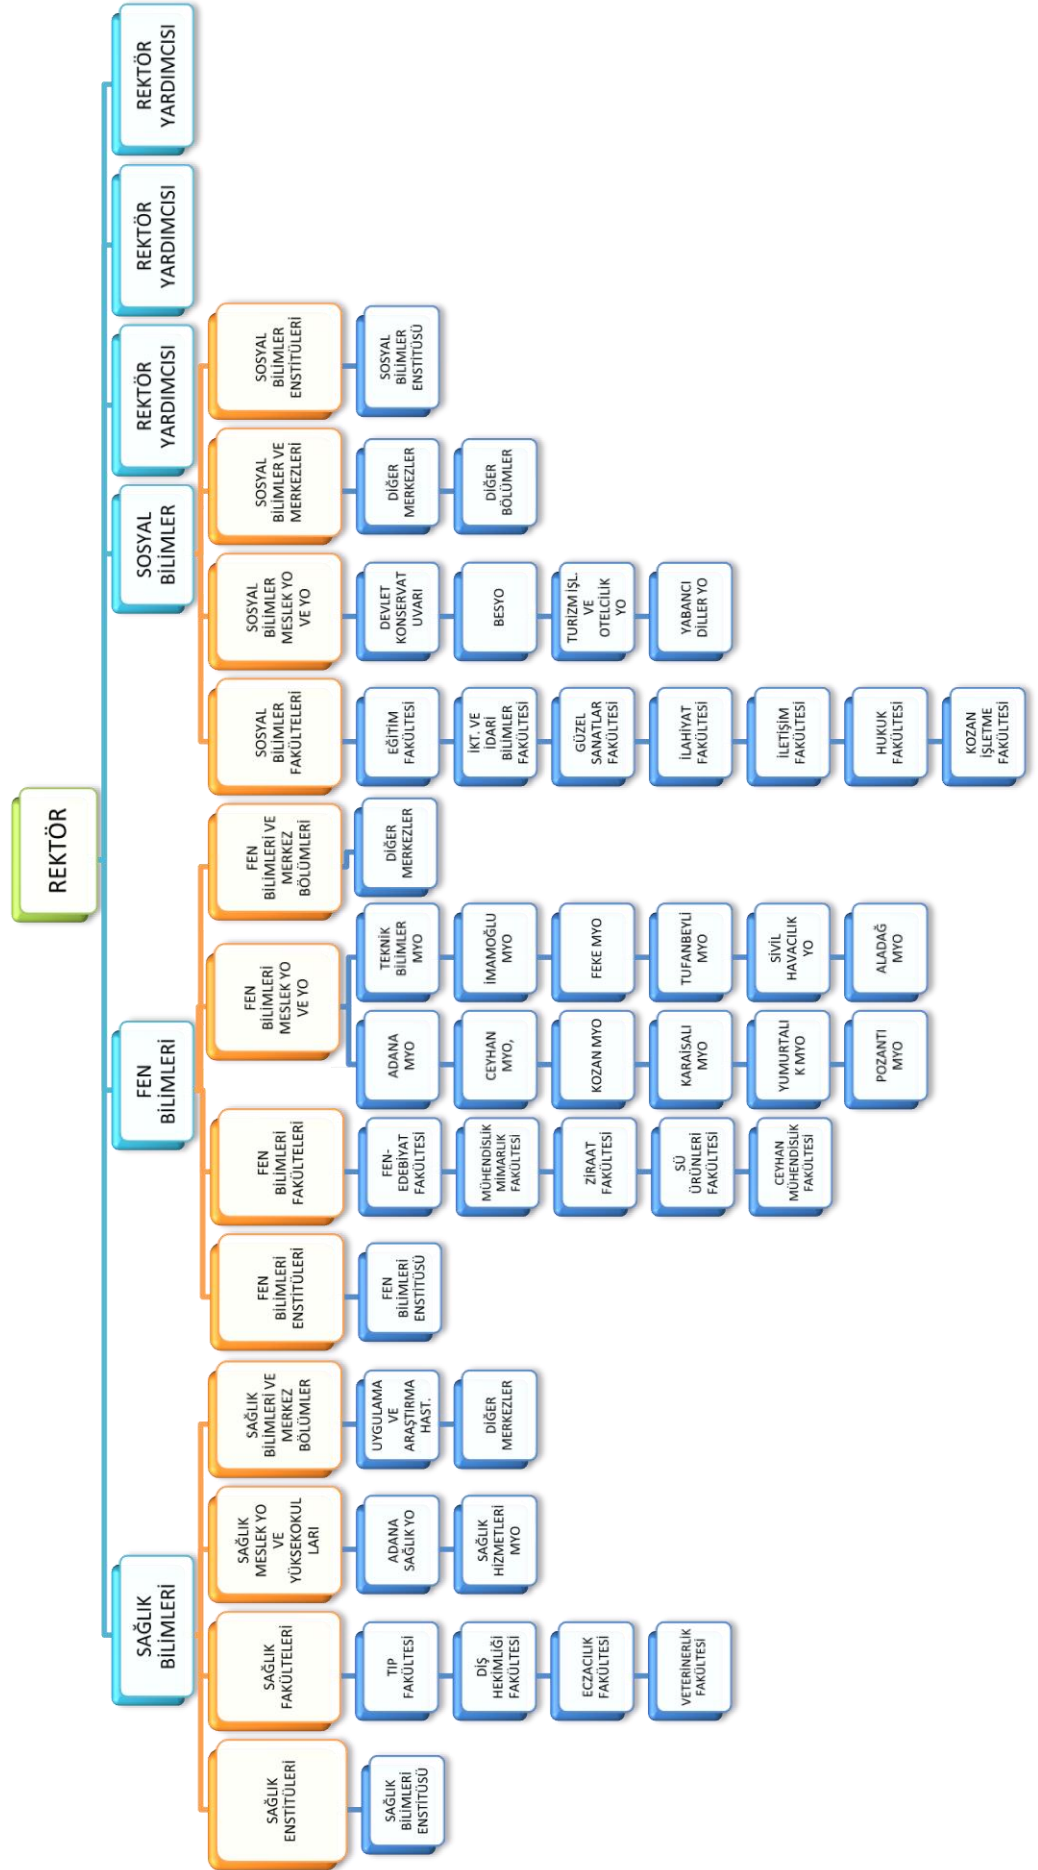 REKTÖR
SAĞLIK
BİLİMLERİ
FEN
BİLİMLERİ
SOSYAL
BİLİMLER
REKTÖR
YARDIMCISI
REKTÖR
YARDIMCISI
REKTÖR
YARDIMCISI
SAĞLIK
ENSTİTÜLERİ
SAĞLIK
BİLİMLERİ
ENSTİTÜSÜ
SAĞLIK
FAKÜLTELERİ
TIP
FAKÜLTESİ
DİŞ
HEKİMLİĞİ
FAKÜLTESİ
ECZACILIK
FAKÜLTESİ
VETERİNERLİK
FAKÜLTESİ
SAĞLIK
MESLEK YO
VE
YÜKSEKOKUL
LARI
ADANA
SAĞLIK YO
SAĞLIK
HİZMETLERİ
MYO
SAĞLIK
BİLİMLERİ VE
MERKEZ
BÖLÜMLER
UYGULAMA
VE
ARAŞTIRMA
HAST.
DİĞER
MERKEZLER
FEN
BİLİMLERİ
ENSTİTÜLERİ
FEN
BİLİMLERİ
ENSTİTÜSÜ
FEN
BİLİMLERİ
FAKÜLTELERİ
FEN-
EDEBİYAT
FAKÜLTESİ
MÜHENDİSLİK
MİMARLIK
FAKÜLTESİ
ZİRAAT
FAKÜLTESİ
SÜ
ÜRÜNLERİ
FAKÜLTESİ
CEYHAN
MÜHENDİSLİK
FAKÜLTESİ
FEN
BİLİMLERİ
MESLEK YO
VE YO
ADANA
MYO
CEYHAN
MYO,
KOZAN MYO
KARAİSALI
MYO
YUMURTALI
K MYO
POZANTI
MYO
TEKNİK
BİLİMLER
MYO
İMAMOĞLU
MYO
FEKE MYO
TUFANBEYLİ
MYO
SİVİL
HAVACILIK
YO
ALADAĞ
MYO
FEN
BİLİMLERİ VE
MERKEZ
BÖLÜMLERİ
DİĞER
MERKEZLER
SOSYAL
BİLİMLER
FAKÜLTELERİ
EĞİTİM
FAKÜLTESİ
İKT. VE
İDARİ
BİLİMLER
FAKÜLTESİ
GÜZEL
SANATLAR
FAKÜLTESİ
İLAHİYAT
FAKÜLTESİ
İLETİŞİM
FAKÜLTESİ
HUKUK
FAKÜLTESİ
KOZAN
İŞLETME
FAKÜLTESİ
SOSYAL
BİLİMLER
MESLEK YO
VE YO
DEVLET
KONSERVAT
UVARI
BESYO
TURİZM İŞL.
VE
OTELCİLİK
YO
YABANCI
DİLLER YO
SOSYAL
BİLİMLER VE
MERKEZLERİ
DİĞER
MERKEZLER
DİĞER
BÖLÜMLER
SOSYAL
BİLİMLER
ENSTİTÜLERİ
SOSYAL
BİLİMLER
ENSTİTÜSÜ